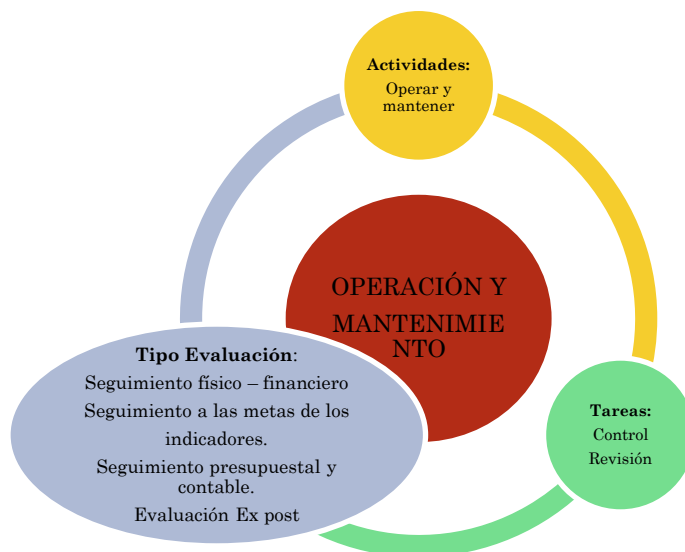 Actividades:
Operar y
mantener
OPERACIÓN Y
MANTENIMIE
NTO
Tipo Evaluación:
Seguimiento físico – financiero
Seguimiento a las metas de los
indicadores.
Seguimiento presupuestal y
contable.
Evaluación Ex post
Tareas:
Control
Revisión